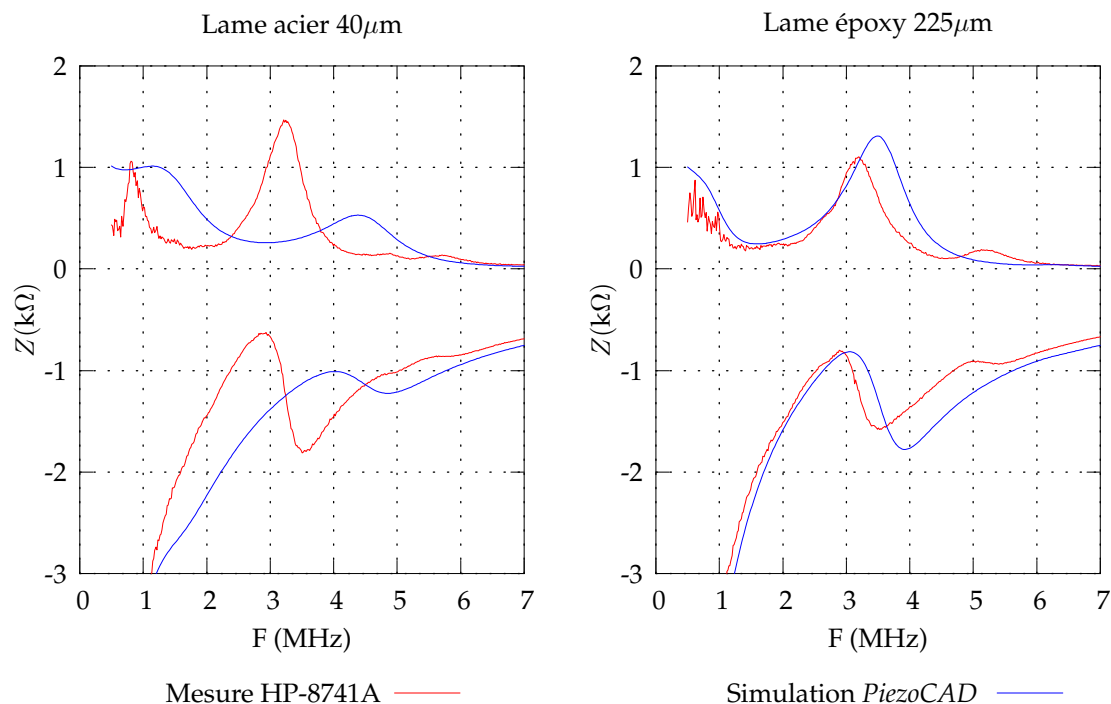 Lame acier 40µm
Lame époxy 225µm
2
1
0
-1
-2
-3
Z(kΩ)
0 1 2 3 4 5 6 7
F (MHz)
2
1
0
-1
-2
-3
Z(kΩ)
0 1 2 3 4 5 6 7
F (MHz)
Mesure HP-8741A
Simulation PiezoCAD